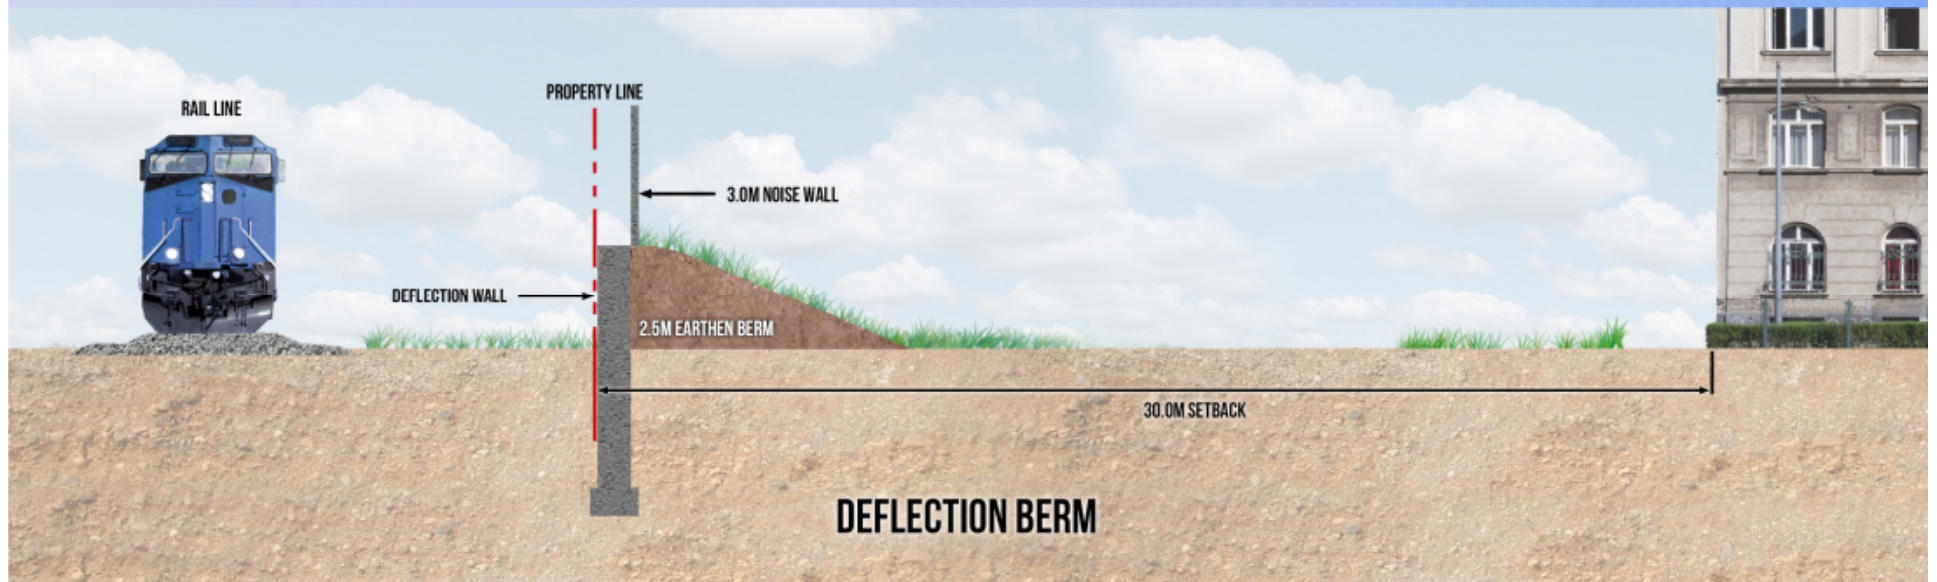 PROPERTY LINE
RAIL LINE
3.0M NOISE WALL
DEFLECTION WALL
2.5M EARTHEN BERM
30.0M SETBACK
DEFLECTION BERM